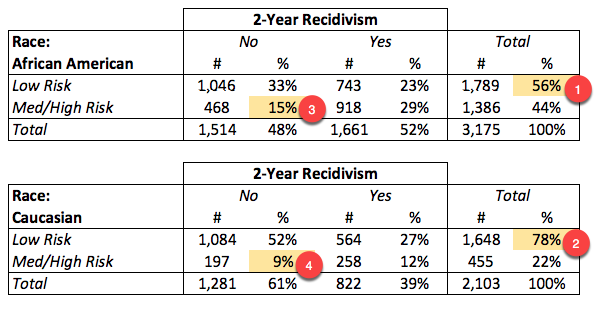 2-Year Recidivism
Race: No Yes Total
African American # % # % # %
Low Risk 1,046 33% 743 23% 1,789 56% 1
Med/High Risk 468 15% 3 918 29% 1,386 44%
Total 1,514 48% 1,661 52% 3,175 100%
2-Year Recidivism
Race: No Yes Total
Caucasian # % # % # %
Low Risk 1,084 52% 564 27% 1,648 78% 2
Med/High Risk 197 9% 4 258 12% 455 22%
Total 1,281 61% 822 39% 2,103 100%